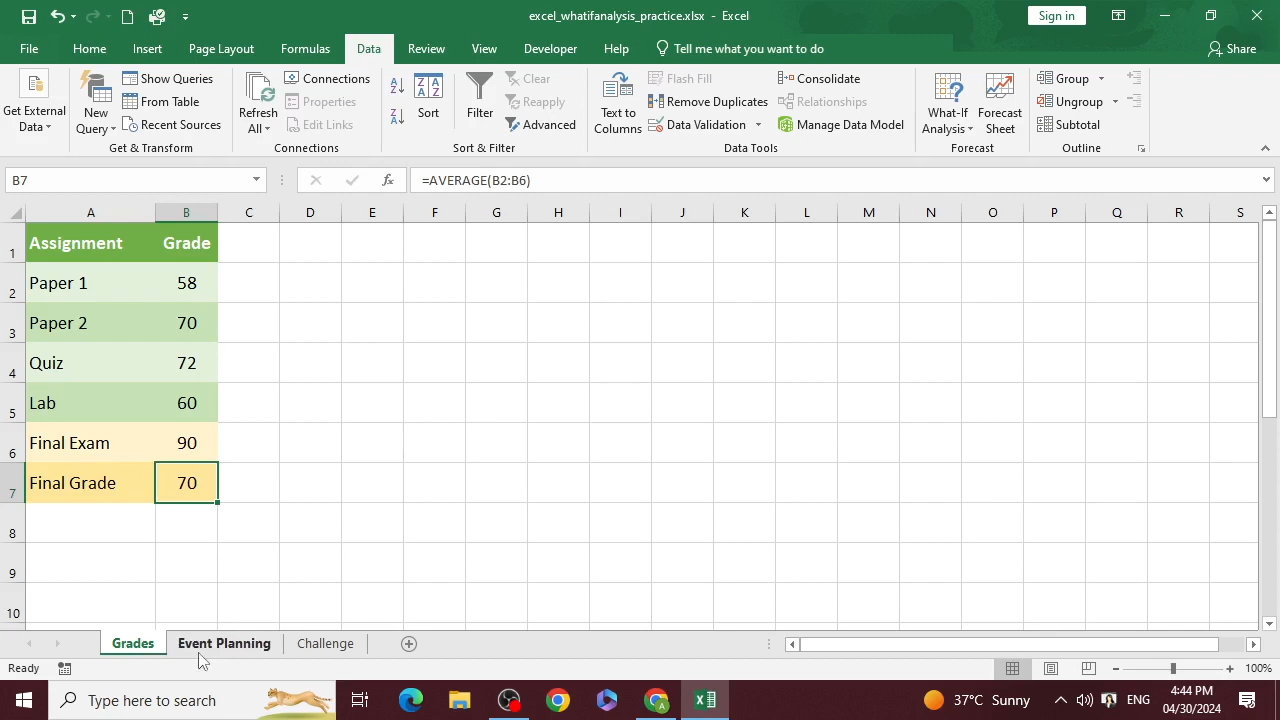 excel_whatifanalysis_practice.xlsx - Excel
Sign in
File Home Insert Page Layout Formulas Data Review View Developer Help Tell me what you want to do Share
Get External Data
New Query
Show Queries
From Table
Recent Sources
Get & Transform
Refresh All
Connections
Properties
Edit Links
Connections
Sort
Filter
Clear
Reapply
Advanced
Sort & Filter
Text to Columns
Flash Fill
Remove Duplicates
Data Validation
Consolidate
Relationships
Manage Data Model
Data Tools
What-If Analysis
Forecast Sheet
Forecast
Group
Ungroup
Subtotal
Outline
B7 fx =AVERAGE(B2:B6)
A B C D E F G H I J K L M N O P Q R S
1 Assignment Grade
2 Paper 1 58
3 Paper 2 70
4 Quiz 72
5 Lab 60
6 Final Exam 90
7 Final Grade 70
8
9
10
Grades Event Planning Challenge
Ready 100%
Type here to search 37°C Sunny ENG 4:44 PM
04/30/2024